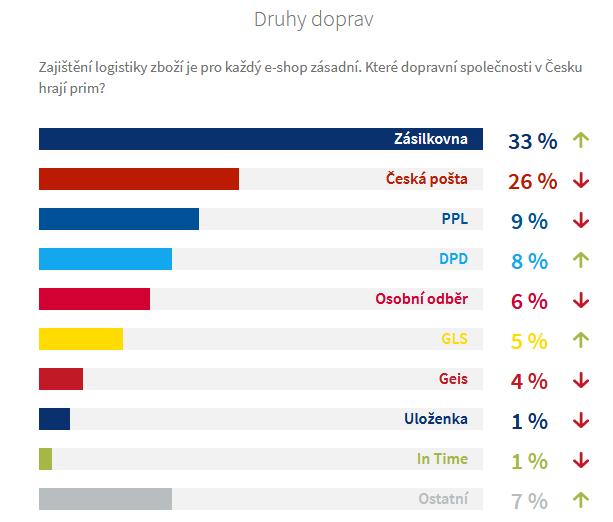 Druhy doprav
Zajištění logistiky zboží je pro každý e-shop zásadní. Které dopravní společnosti v Česku
hrají prim?
Zásilkovna 33 %
Česká pošta 26 %
PPL 9 %
DPD 8 %
Osobní odběr 6 %
GLS 5 %
Geis 4 %
Uloženka 1 %
In Time 1 %
Ostatní 7 %